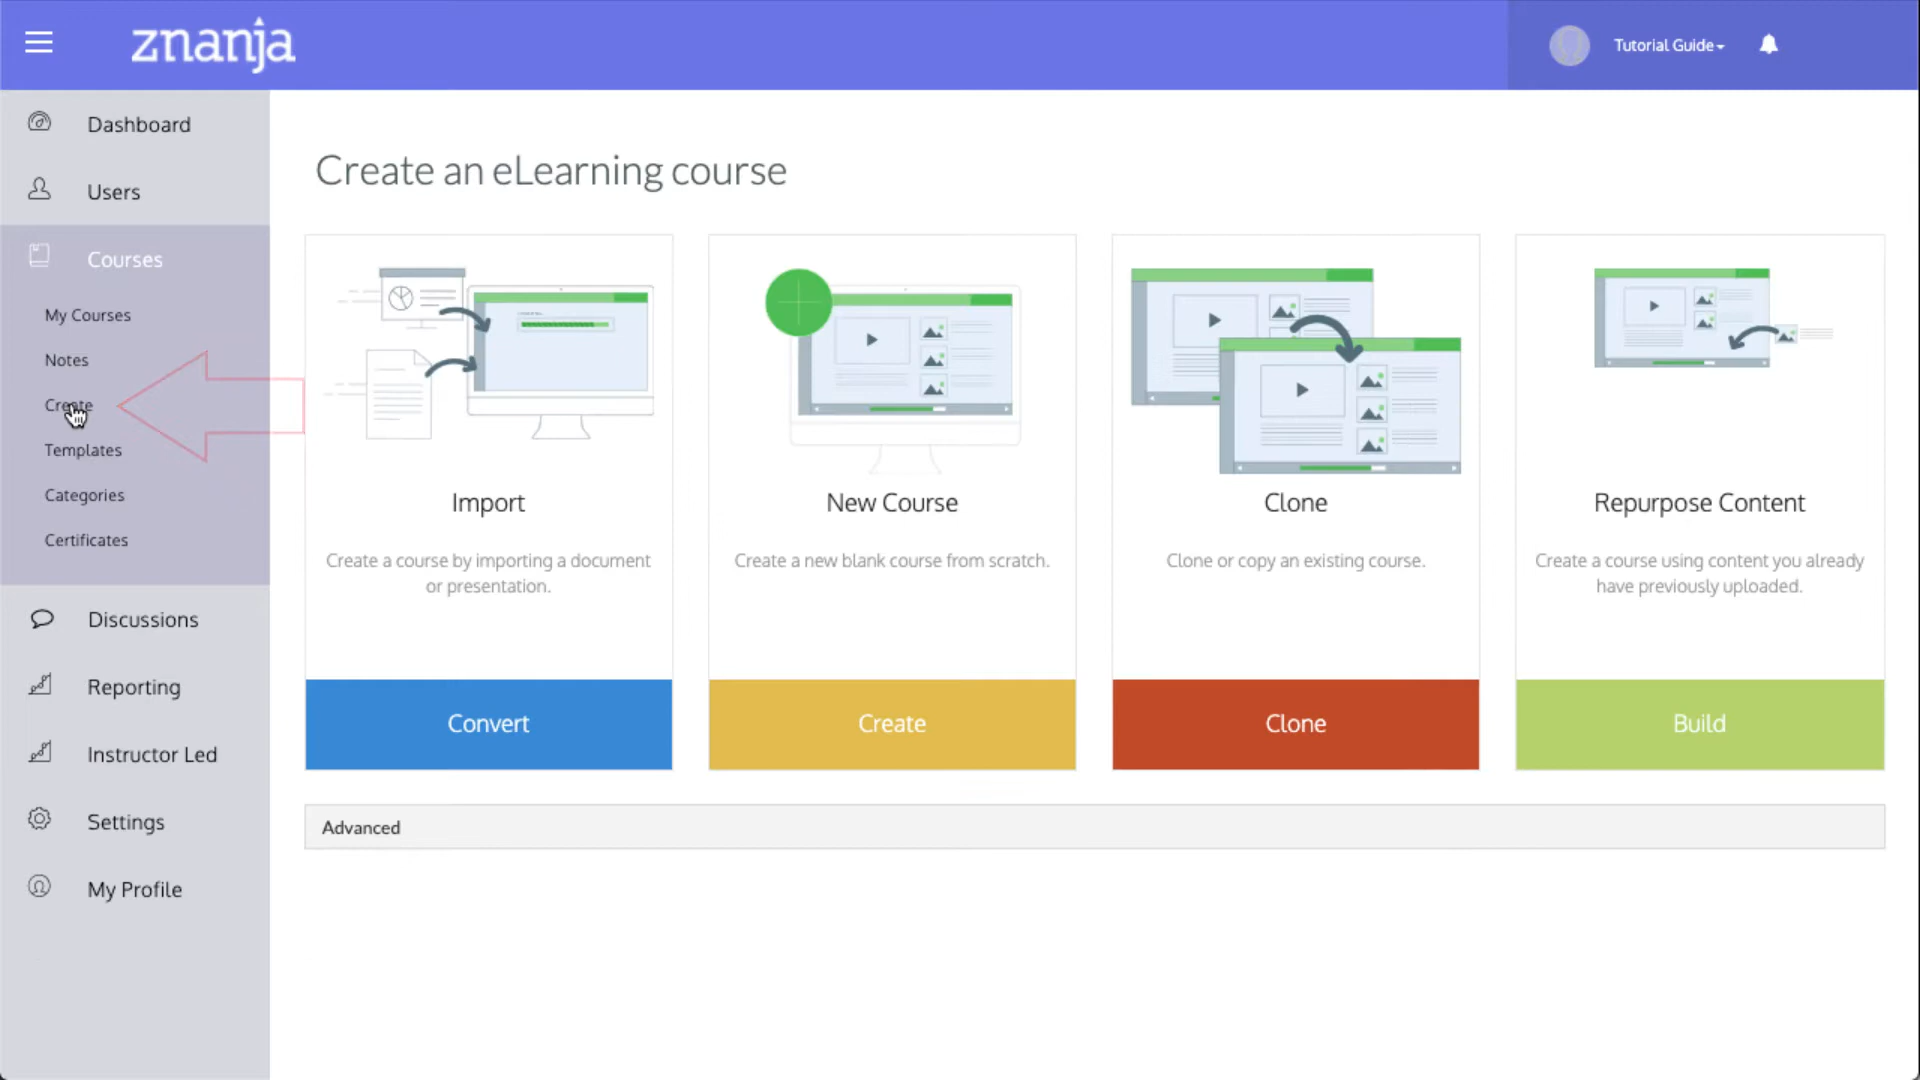 znanja
Tutorial Guide
Dashboard
Users
Courses
My Courses
Notes
Create
Templates
Categories
Certificates
Discussions
Reporting
Instructor Led
Settings
My Profile
Create an eLearning course
Import
Create a course by importing a document
or presentation.
Convert
New Course
Create a new blank course from scratch.
Create
Clone
Clone or copy an existing course.
Clone
Repurpose Content
Create a course using content you already
have previously uploaded.
Build
Advanced